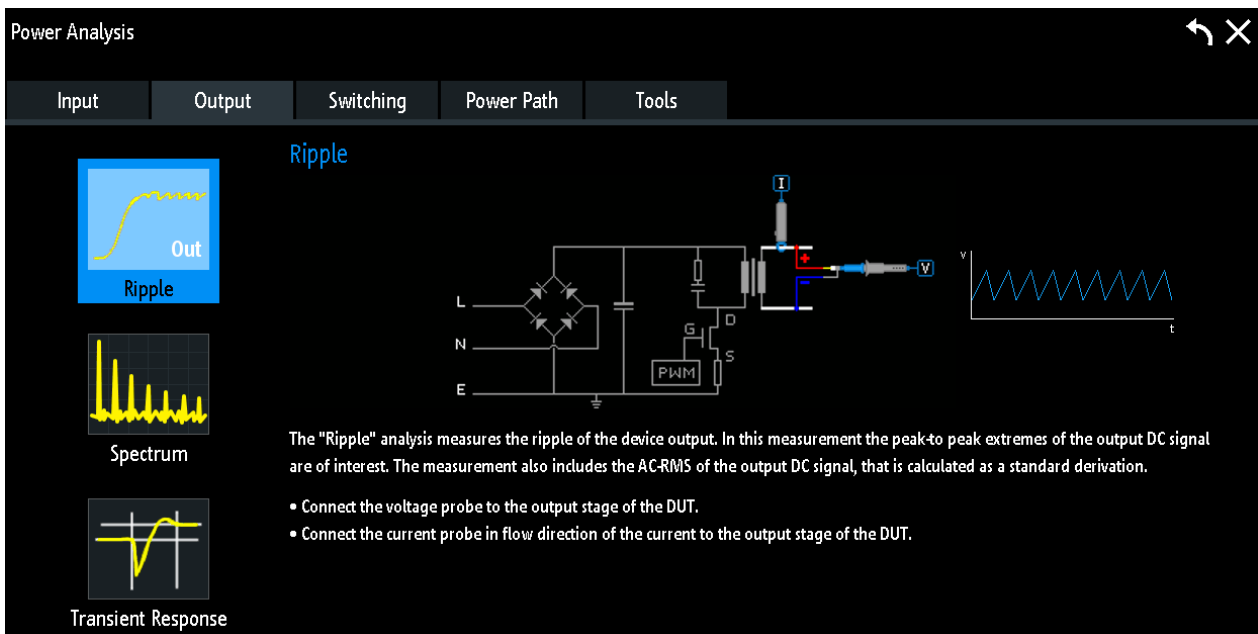 Power Analysis
Input Output Switching Power Path Tools
Out
Ripple
Spectrum
Transient Response
Ripple
I
+
-
V
L
N
E
G
D
S
PWM
v
t
The "Ripple" analysis measures the ripple of the device output. In this measurement the peak-to peak extremes of the output DC signal
are of interest. The measurement also includes the AC-RMS of the output DC signal, that is calculated as a standard derivation.
• Connect the voltage probe to the output stage of the DUT.
• Connect the current probe in flow direction of the current to the output stage of the DUT.